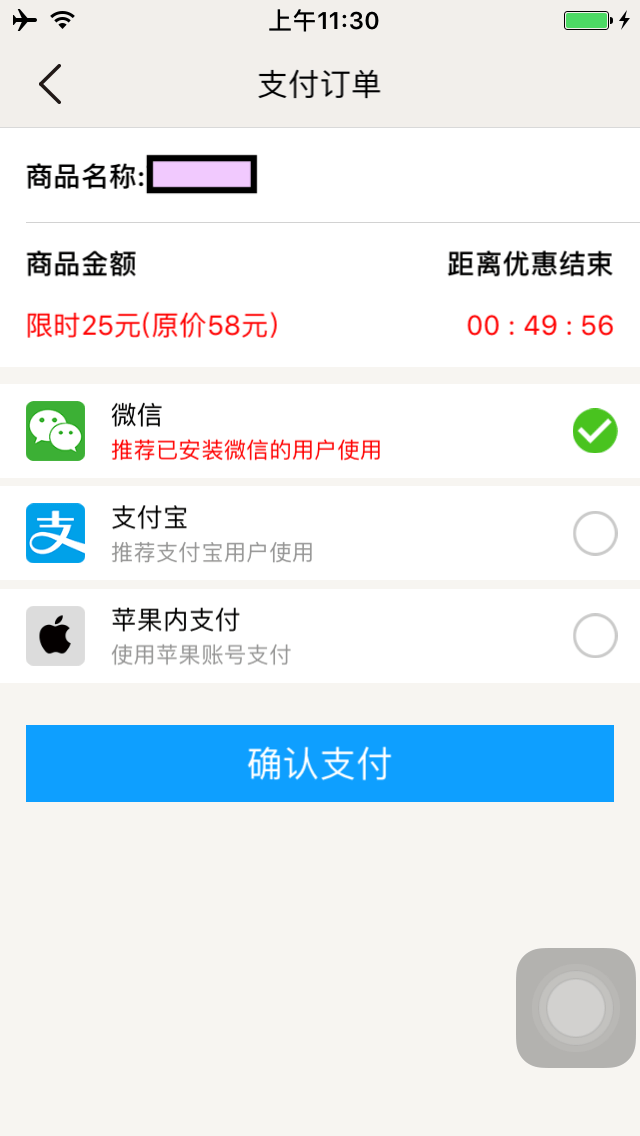 上午11:30
支付订单
商品名称:
商品金额 距离优惠结束
限时25元(原价58元) 00 : 49 : 56
微信
推荐已安装微信的用户使用
支
支付宝
推荐支付宝用户使用
苹果内支付
使用苹果账号支付
确认支付